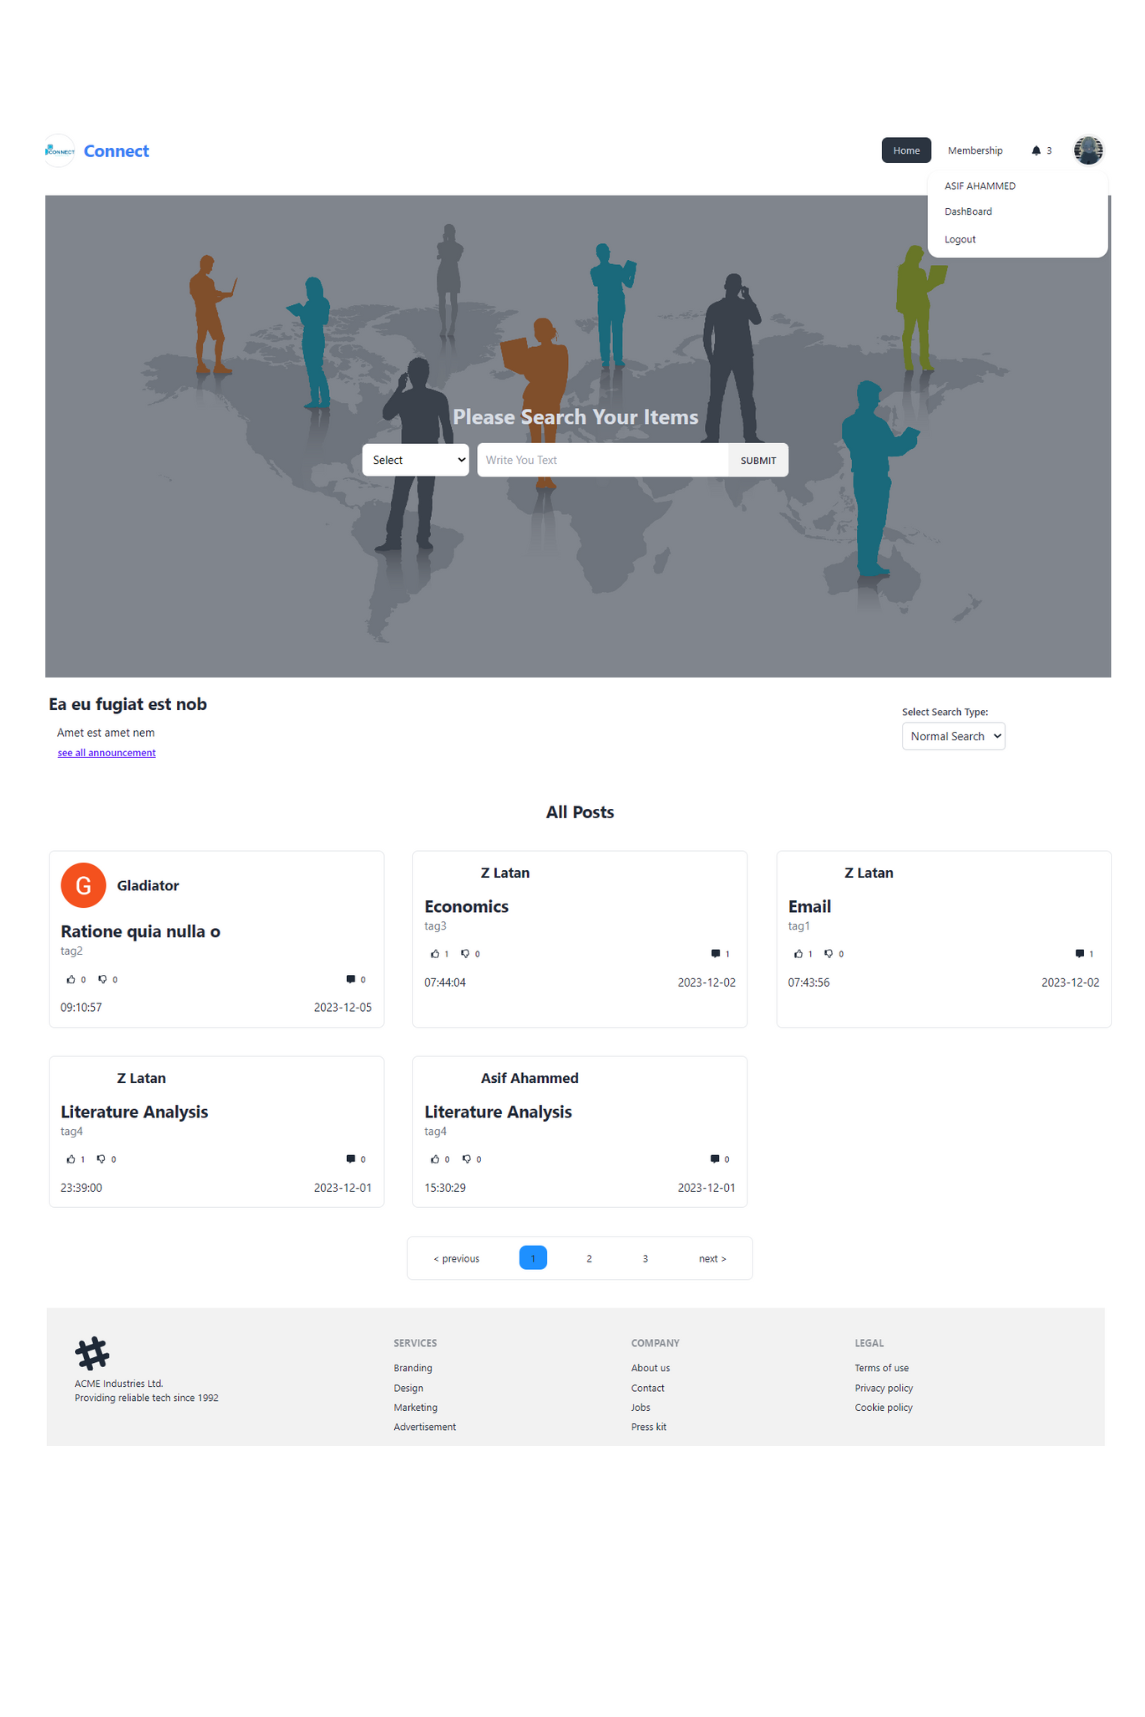 CONNECT
Connect
Home
Membership
3
ASIF AHAMMED
DashBoard
Logout
Please Search Your Items
Select
Write You Text
SUBMIT
Ea eu fugiat est nob
Amet est amet nem
see all announcement
Select Search Type:
Normal Search
All Posts
G
Gladiator
Ratione quia nulla o
tag2
0 0 0
09:10:57 2023-12-05
Z Latan
Economics
tag3
1 0 1
07:44:04 2023-12-02
Z Latan
Email
tag1
1 0 1
07:43:56 2023-12-02
Z Latan
Literature Analysis
tag4
1 0 0
23:39:00 2023-12-01
Asif Ahammed
Literature Analysis
tag4
0 0 0
15:30:29 2023-12-01
< previous 1 2 3 next >
ACME Industries Ltd.
Providing reliable tech since 1992
SERVICES
Branding
Design
Marketing
Advertisement
COMPANY
About us
Contact
Jobs
Press kit
LEGAL
Terms of use
Privacy policy
Cookie policy